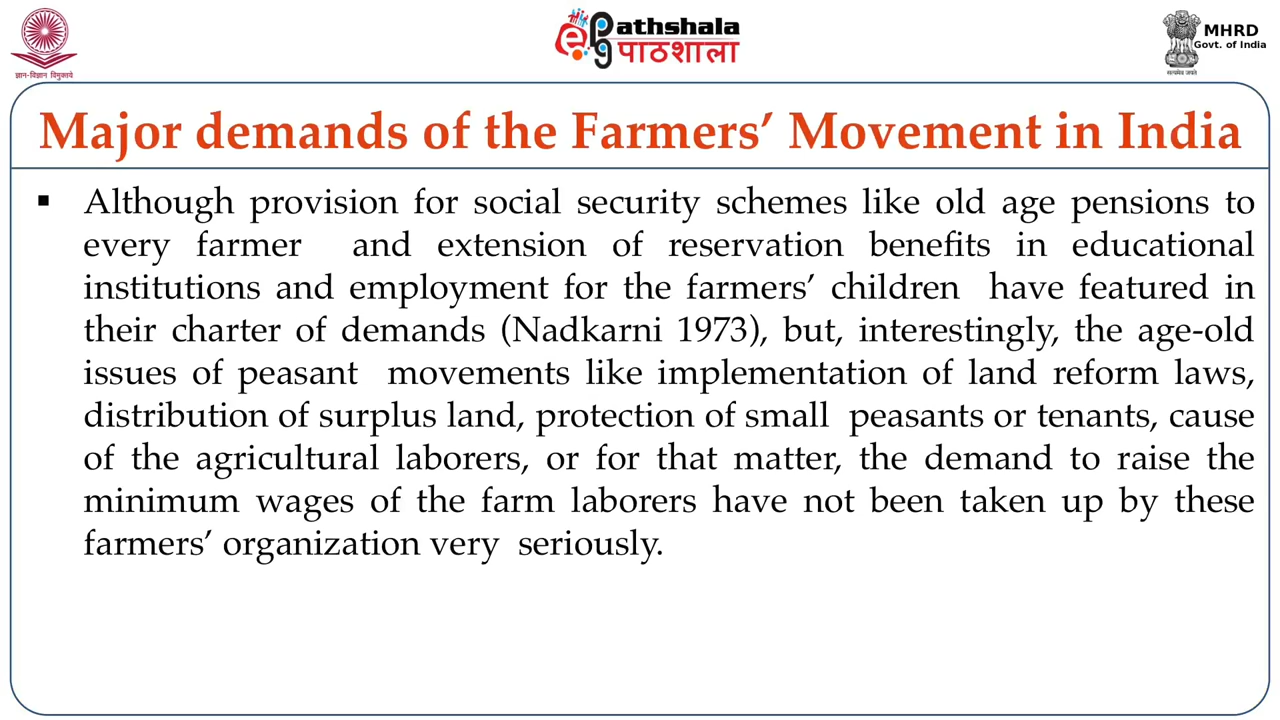 ज्ञान-विज्ञान विमुक्तये
ePathshala
पाठशाला
MHRD
Govt. of India
सत्यमेव जयते
Major demands of the Farmers’ Movement in India
▪ Although provision for social security schemes like old age pensions to
every farmer and extension of reservation benefits in educational
institutions and employment for the farmers’ children have featured in
their charter of demands (Nadkarni 1973), but, interestingly, the age-old
issues of peasant movements like implementation of land reform laws,
distribution of surplus land, protection of small peasants or tenants, cause
of the agricultural laborers, or for that matter, the demand to raise the
minimum wages of the farm laborers have not been taken up by these
farmers’ organization very seriously.